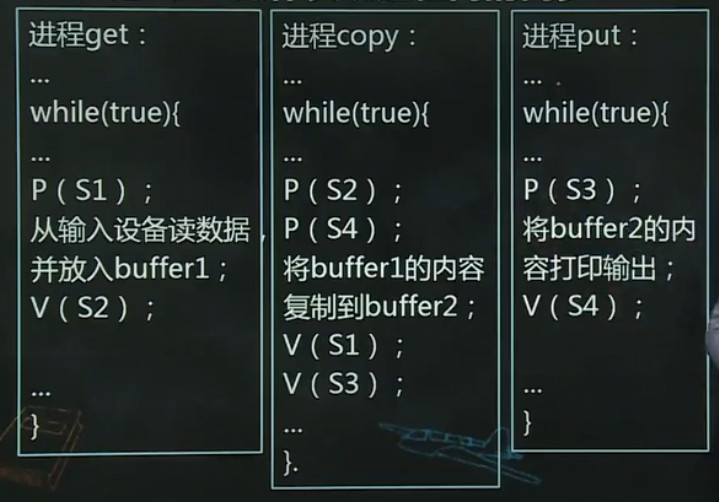 进程get：
...
while(true){
...
P（S1）；
从输入设备读数据，
并放入buffer1；
V（S2）；
...
}
进程copy：
...
while(true){
...
P（S2）；
P（S4）；
将buffer1的内容
复制到buffer2；
V（S1）；
V（S3）；
...
}.
进程put：
...
while(true){
...
P（S3）；
将buffer2的内
容打印输出；
V（S4）；
...
}